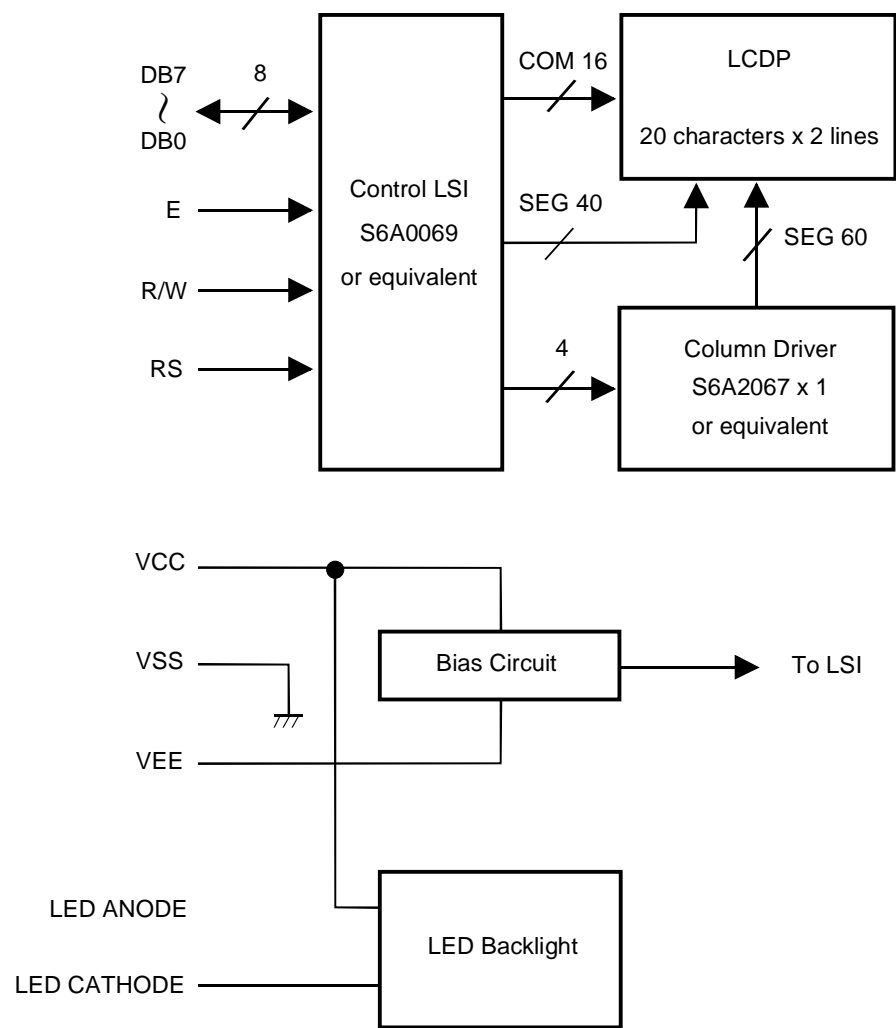 DB7
~
DB0
8
E
R/W
RS
Control LSI
S6A0069
or equivalent
COM 16
SEG 40
4
LCDP
20 characters x 2 lines
SEG 60
Column Driver
S6A2067 x 1
or equivalent
VCC
VSS
VEE
Bias Circuit
To LSI
LED ANODE
LED CATHODE
LED Backlight